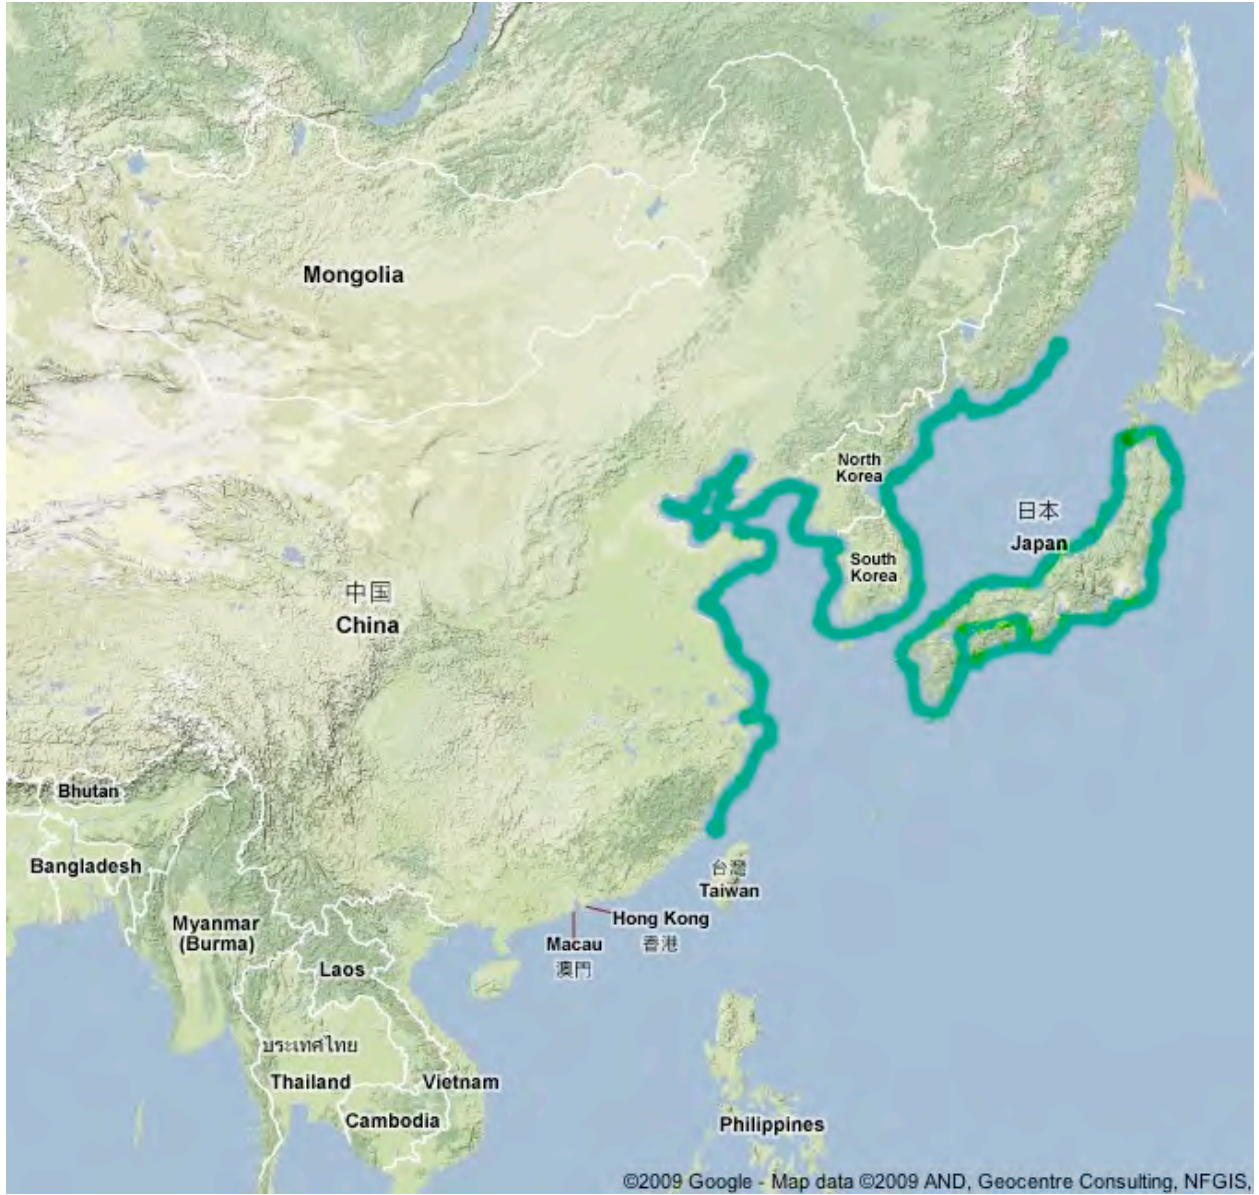 Mongolia
North
Korea
日本
Japan
South
Korea
中国
China
Bhutan
Bangladesh
台灣
Taiwan
Myanmar
(Burma)
Hong Kong
香港
Macau
澳門
Laos
ประเทศไทย
Thailand
Vietnam
Cambodia
Philippines
©2009 Google - Map data ©2009 AND, Geocentre Consulting, NFGIS,